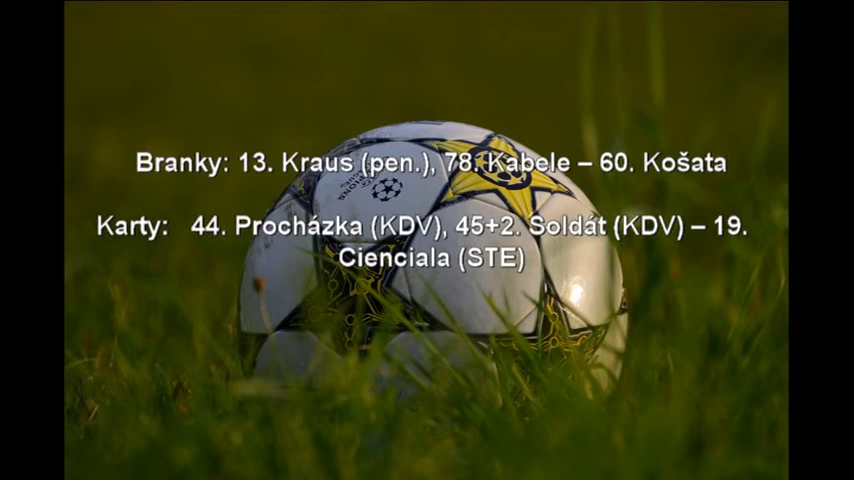 Branky: 13. Kraus (pen.), 78. Kabele – 60. Košata
Karty: 44. Procházka (KDV), 45+2. Soldát (KDV) – 19.
Cienciala (STE)